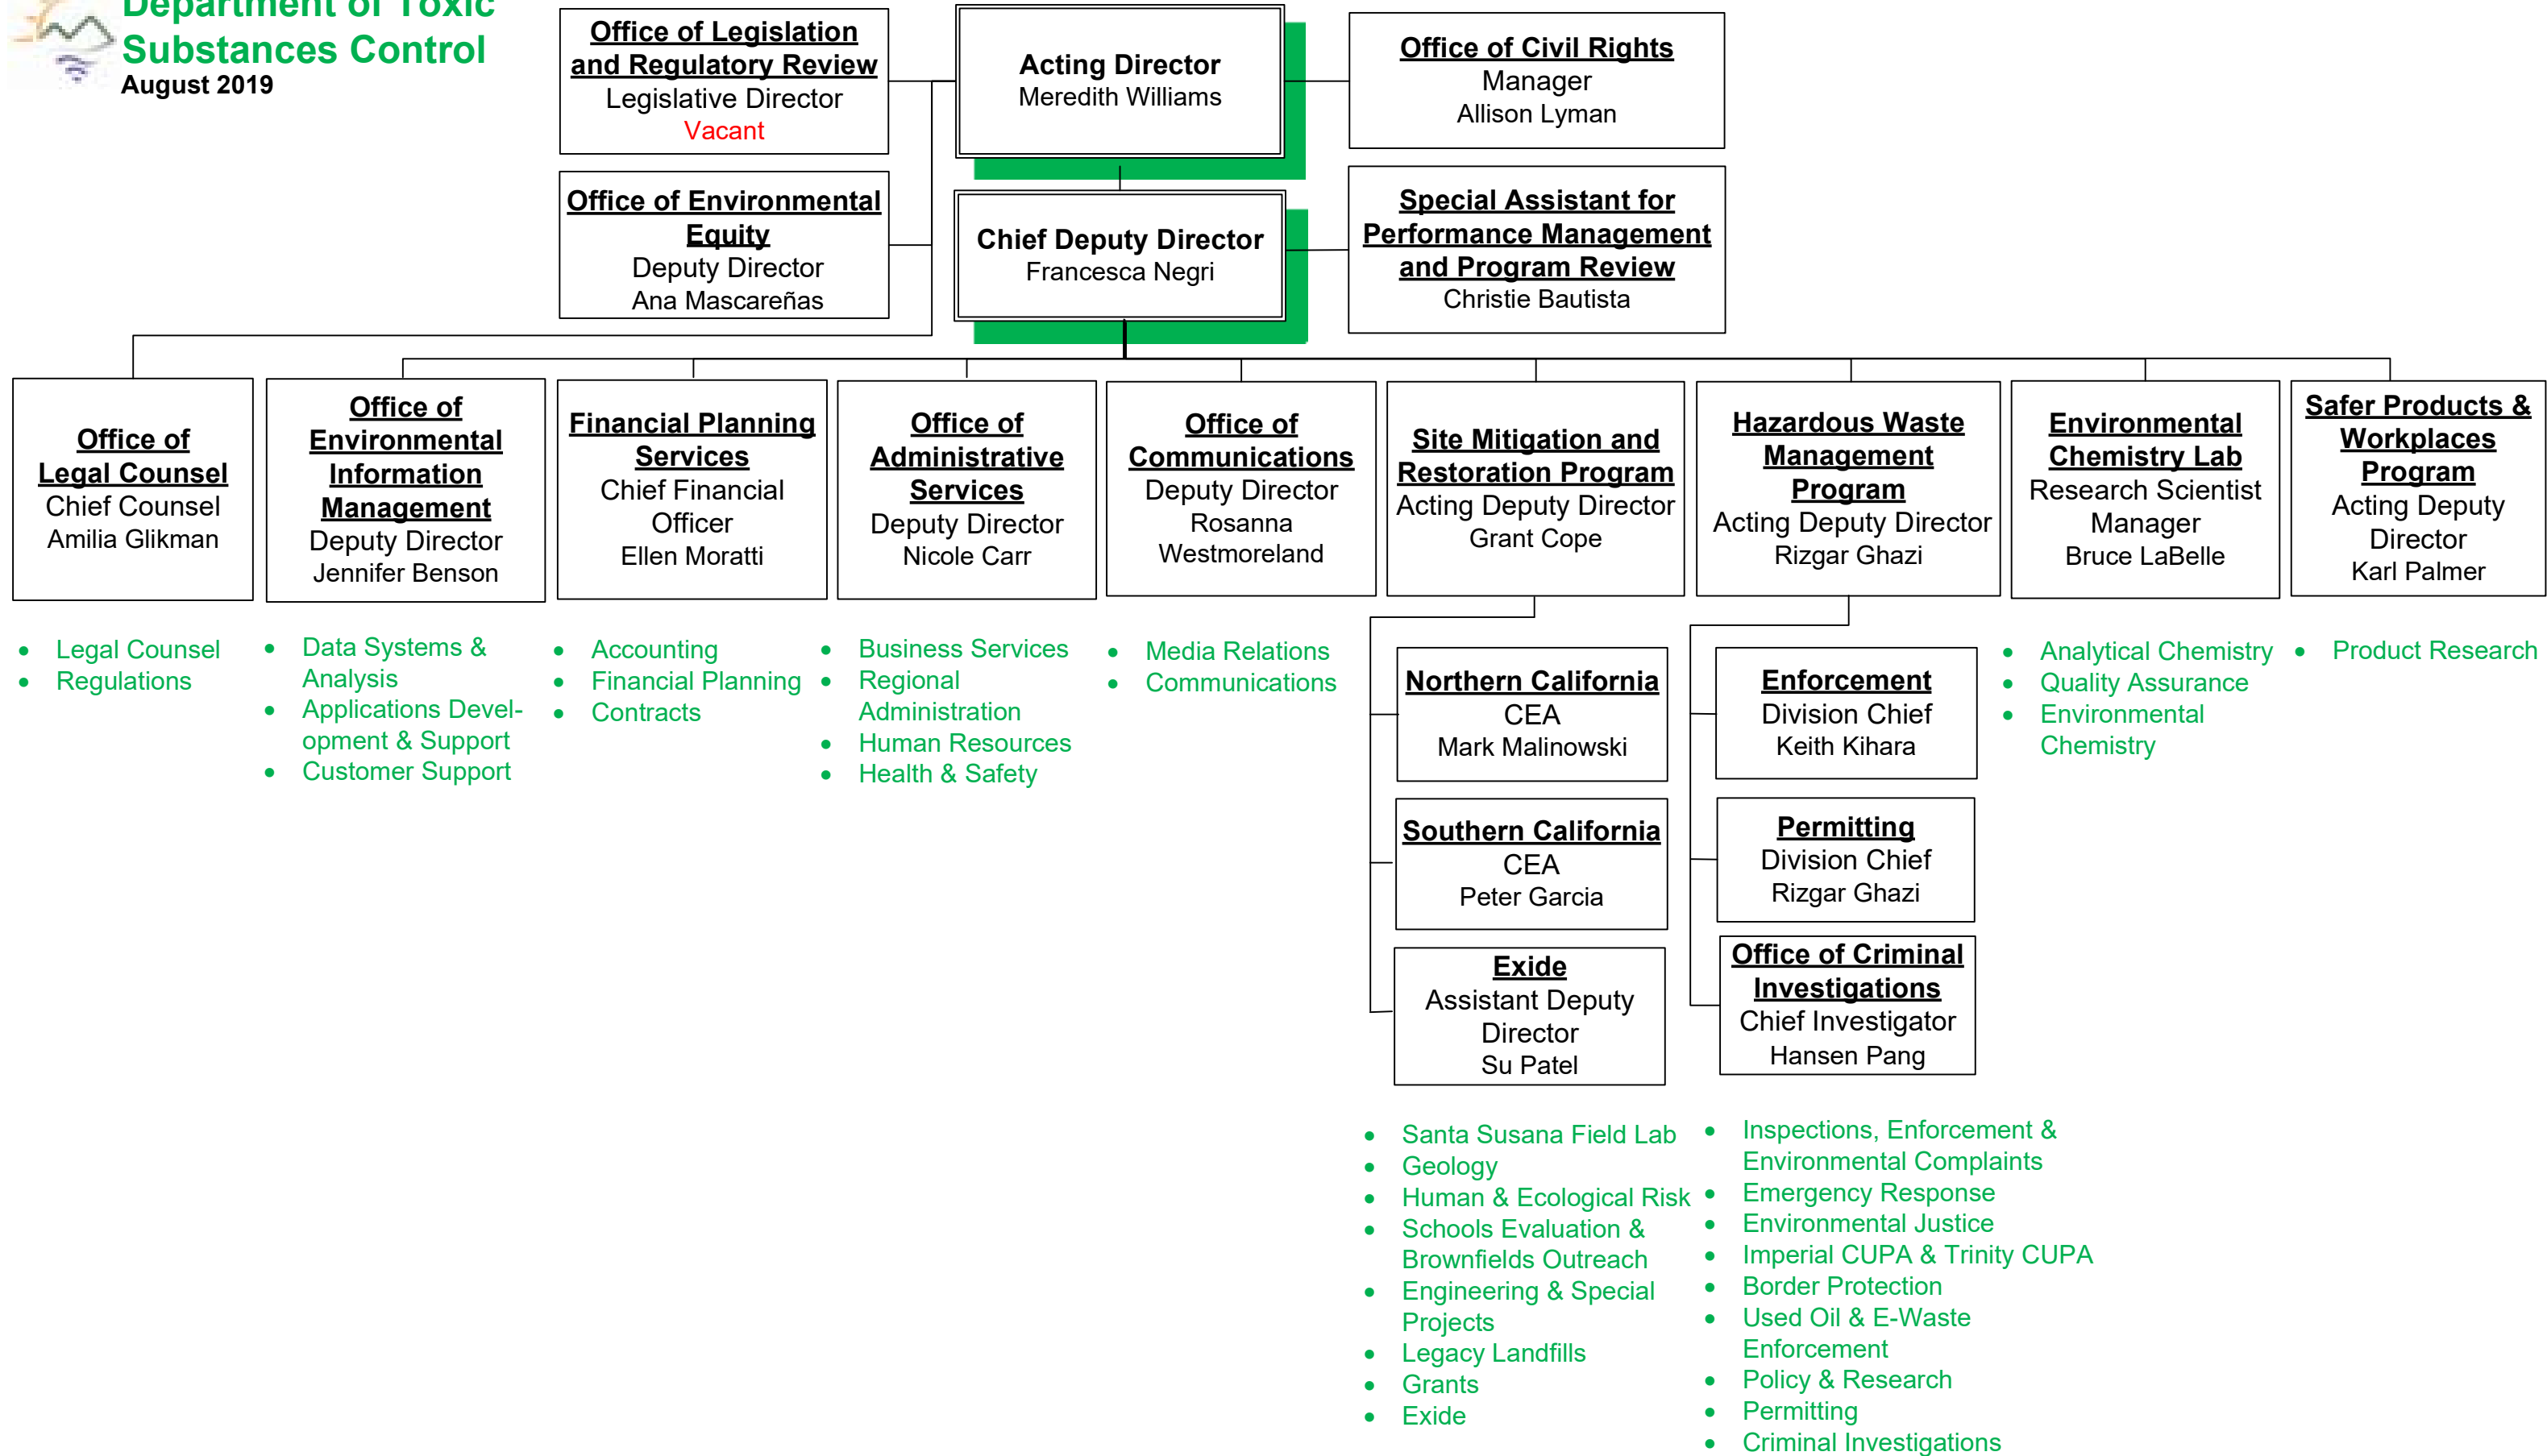 Department of Toxic
Substances Control
August 2019
Office of Legislation
and Regulatory Review
Legislative Director
Vacant
Acting Director
Meredith Williams
Office of Civil Rights
Manager
Allison Lyman
Office of Environmental
Equity
Deputy Director
Ana Mascareñas
Chief Deputy Director
Francesca Negri
Special Assistant for
Performance Management
and Program Review
Christie Bautista
Office of
Legal Counsel
Chief Counsel
Amilia Glikman
Office of
Environmental
Information
Management
Deputy Director
Jennifer Benson
Financial Planning
Services
Chief Financial
Officer
Ellen Moratti
Office of
Administrative
Services
Deputy Director
Nicole Carr
Office of
Communications
Deputy Director
Rosanna
Westmoreland
Site Mitigation and
Restoration Program
Acting Deputy Director
Grant Cope
Hazardous Waste
Management
Program
Acting Deputy Director
Rizgar Ghazi
Environmental
Chemistry Lab
Research Scientist
Manager
Bruce LaBelle
Safer Products &
Workplaces
Program
Acting Deputy
Director
Karl Palmer
• Legal Counsel
• Regulations
• Data Systems &
Analysis
• Applications Devel-
opment & Support
• Customer Support
• Accounting
• Financial Planning
• Contracts
• Business Services
• Regional
Administration
• Human Resources
• Health & Safety
• Media Relations
• Communications
Northern California
CEA
Mark Malinowski
Southern California
CEA
Peter Garcia
Exide
Assistant Deputy
Director
Su Patel
• Santa Susana Field Lab
• Geology
• Human & Ecological Risk
• Schools Evaluation &
Brownfields Outreach
• Engineering & Special
Projects
• Legacy Landfills
• Grants
• Exide
Enforcement
Division Chief
Keith Kihara
Permitting
Division Chief
Rizgar Ghazi
Office of Criminal
Investigations
Chief Investigator
Hansen Pang
• Inspections, Enforcement &
Environmental Complaints
• Emergency Response
• Environmental Justice
• Imperial CUPA & Trinity CUPA
• Border Protection
• Used Oil & E-Waste
Enforcement
• Policy & Research
• Permitting
• Criminal Investigations
• Analytical Chemistry
• Quality Assurance
• Environmental
Chemistry
• Product Research